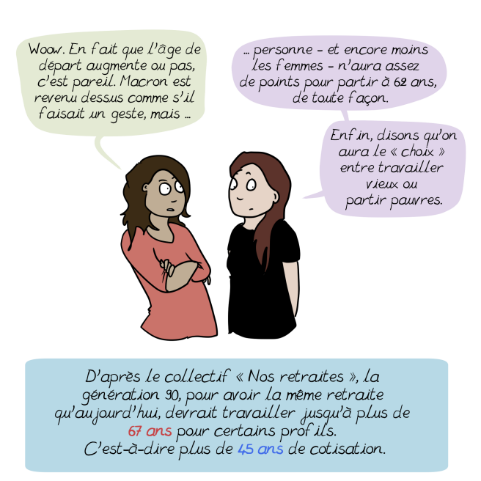 Woow. En fait que l'âge de
départ augmente ou pas,
c'est pareil. Macron est
revenu dessus comme s'il
faisait un geste, mais ...
... personne - et encore moins
les femmes - n'aura assez
de points pour partir à 62 ans,
de toute façon.
Enfin, disons qu'on
aura le « choix »
entre travailler
vieux ou
partir pauvres.
D'après le collectif « Nos retraites », la
génération 90, pour avoir la même retraite
qu'aujourd'hui, devrait travailler jusqu'à plus de
67 ans pour certains profils.
C'est-à-dire plus de 45 ans de cotisation.